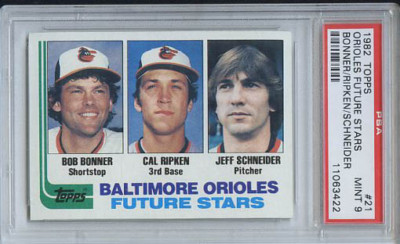 BOB BONNER
Shortstop
CAL RIPKEN
3rd Base
JEFF SCHNEIDER
Pitcher
TOPPS
BALTIMORE ORIOLES
FUTURE STARS
1982 TOPPS
ORIOLES FUTURE STARS
BONNER/RIPKEN/SCHNEIDER
PSA
#21
MINT 9
11063422